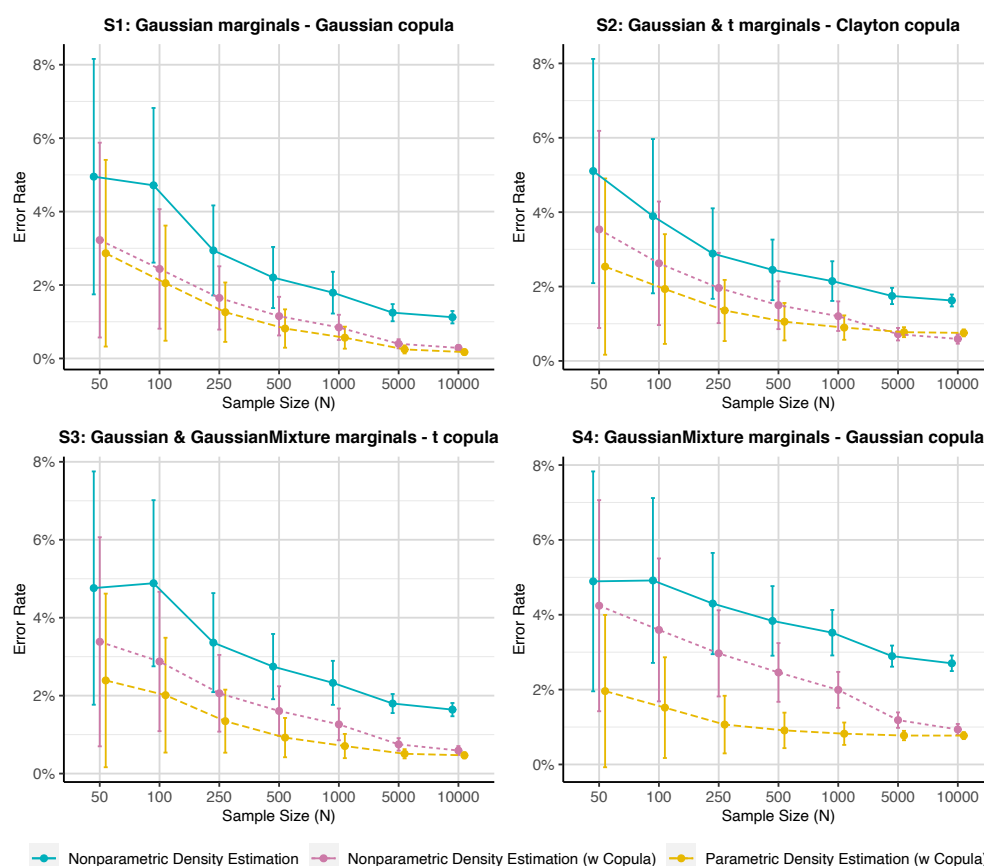 S1: Gaussian marginals - Gaussian copula
8%
6%
4%
2%
0%
Error Rate
50 100 250 500 1000 5000 10000
Sample Size (N)
S2: Gaussian & t marginals - Clayton copula
8%
6%
4%
2%
0%
Error Rate
50 100 250 500 1000 5000 10000
Sample Size (N)
S3: Gaussian & GaussianMixture marginals - t copula
8%
6%
4%
2%
0%
Error Rate
50 100 250 500 1000 5000 10000
Sample Size (N)
S4: GaussianMixture marginals - Gaussian copula
8%
6%
4%
2%
0%
Error Rate
50 100 250 500 1000 5000 10000
Sample Size (N)
Nonparametric Density Estimation Nonparametric Density Estimation (w Copula) Parametric Density Estimation (w Copula)